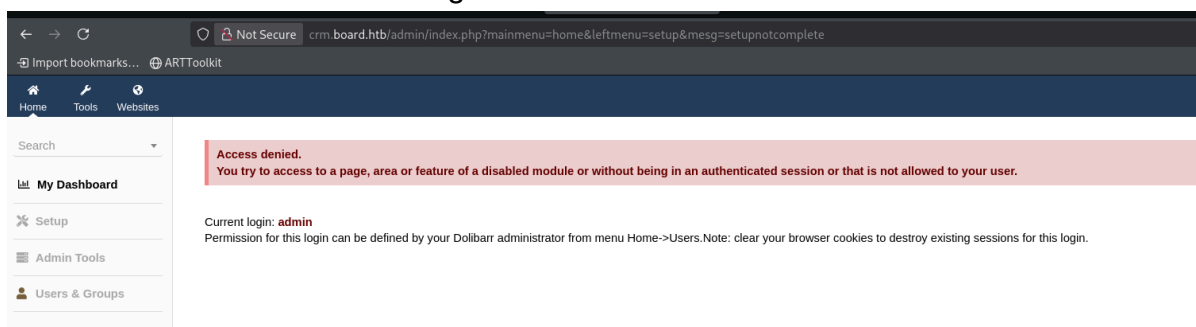 Not Secure crm.board.htb/admin/index.php?mainmenu=home&leftmenu=setup&mesg=setupnotcomplete
Import bookmarks... ARTToolkit
Home Tools Websites
Search
Access denied.
You try to access to a page, area or feature of a disabled module or without being in an authenticated session or that is not allowed to your user.
My Dashboard
Setup
Current login: admin
Permission for this login can be defined by your Dolibarr administrator from menu Home->Users.Note: clear your browser cookies to destroy existing sessions for this login.
Admin Tools
Users & Groups